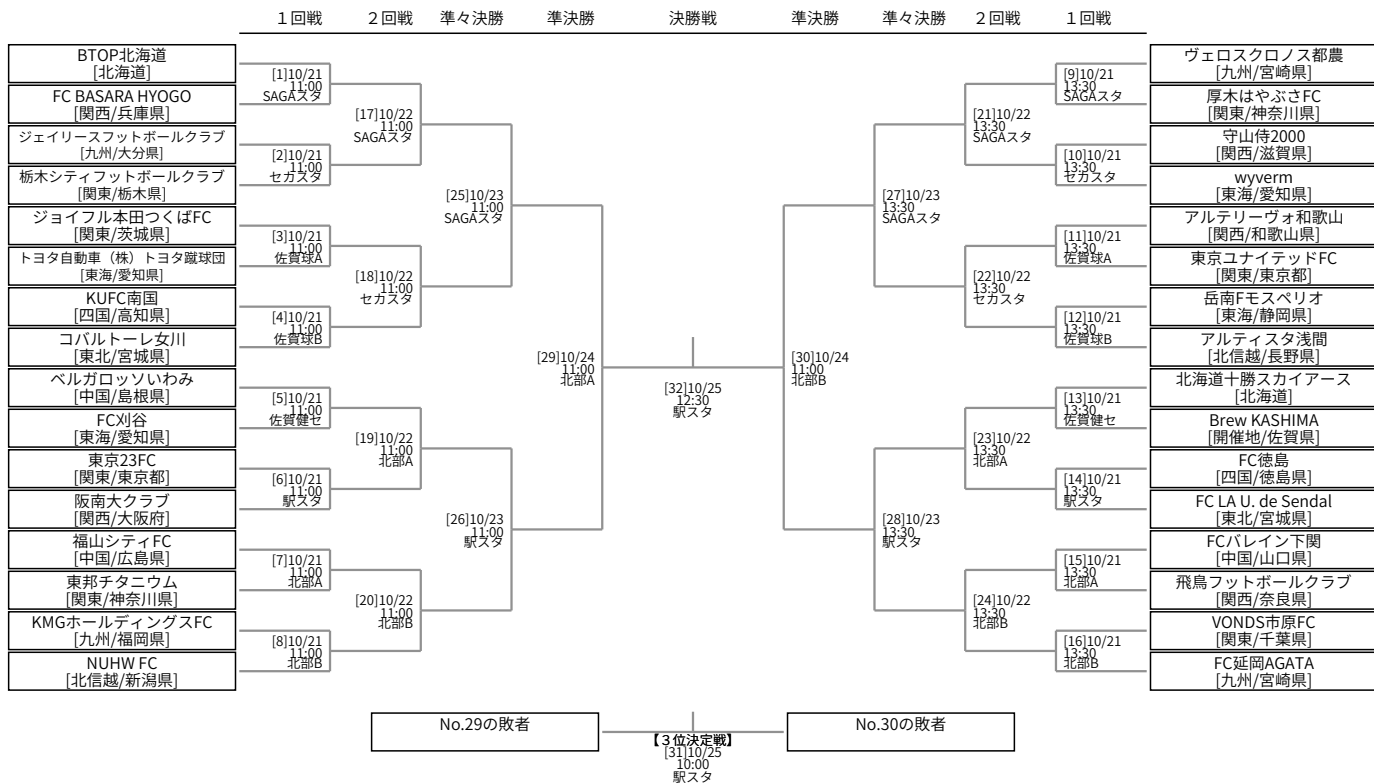 １回戦 ２回戦 準々決勝 準決勝 決勝戦 準決勝 準々決勝 ２回戦 １回戦
BTOP北海道
[北海道]
FC BASARA HYOGO
[関西/兵庫県]
ジェイリースフットボールクラブ
[九州/大分県]
栃木シティフットボールクラブ
[関東/栃木県]
ジョイフル本田つくばFC
[関東/茨城県]
トヨタ自動車（株）トヨタ蹴球団
[東海/愛知県]
KUFC南国
[四国/高知県]
コバルトーレ女川
[東北/宮城県]
ベルガロッソいわみ
[中国/島根県]
FC刈谷
[東海/愛知県]
東京23FC
[関東/東京都]
阪南大クラブ
[関西/大阪府]
福山シティFC
[中国/広島県]
東邦チタニウム
[関東/神奈川県]
KMGホールディングスFC
[九州/福岡県]
NUHW FC
[北信越/新潟県]
[1]10/21
11:00
SAGAスタ
[2]10/21
11:00
セカスタ
[3]10/21
11:00
佐賀球A
[4]10/21
11:00
佐賀球B
[5]10/21
11:00
佐賀健セ
[6]10/21
11:00
駅スタ
[7]10/21
11:00
北部A
[8]10/21
11:00
北部B
[17]10/22
11:00
SAGAスタ
[18]10/22
11:00
セカスタ
[19]10/22
11:00
北部A
[20]10/22
11:00
北部B
[25]10/23
11:00
SAGAスタ
[26]10/23
11:00
駅スタ
[29]10/24
11:00
北部A
[32]10/25
12:30
駅スタ
[30]10/24
11:00
北部B
[27]10/23
13:30
SAGAスタ
[28]10/23
13:30
駅スタ
[21]10/22
13:30
SAGAスタ
[22]10/22
13:30
セカスタ
[23]10/22
13:30
北部A
[24]10/22
13:30
北部B
[9]10/21
13:30
SAGAスタ
[10]10/21
13:30
セカスタ
[11]10/21
13:30
佐賀球A
[12]10/21
13:30
佐賀球B
[13]10/21
13:30
佐賀健セ
[14]10/21
13:30
駅スタ
[15]10/21
13:30
北部A
[16]10/21
13:30
北部B
ヴェロスクロノス都農
[九州/宮崎県]
厚木はやぶさFC
[関東/神奈川県]
守山侍2000
[関西/滋賀県]
wyverm
[東海/愛知県]
アルテリーヴォ和歌山
[関西/和歌山県]
東京ユナイテッドFC
[関東/東京都]
岳南Fモスペリオ
[東海/静岡県]
アルティスタ浅間
[北信越/長野県]
北海道十勝スカイアース
[北海道]
Brew KASHIMA
[開催地/佐賀県]
FC徳島
[四国/徳島県]
FC LA U. de Sendal
[東北/宮城県]
FCバレイン下関
[中国/山口県]
飛鳥フットボールクラブ
[関西/奈良県]
VONDS市原FC
[関東/千葉県]
FC延岡AGATA
[九州/宮崎県]
No.29の敗者
【３位決定戦】
[31]10/25
10:00
駅スタ
No.30の敗者